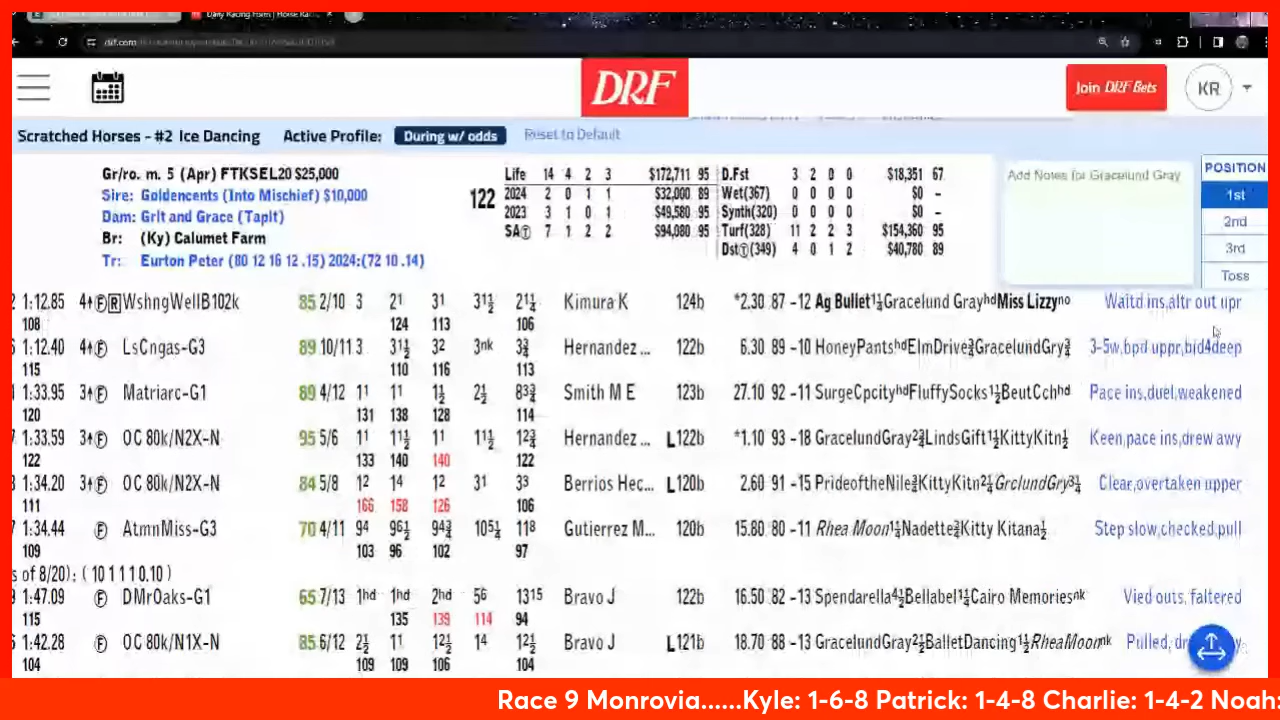 Daily Racing Form | Horse Rac
drf.com
DRF
Join DRF Bets
KR
Scratched Horses - #2 Ice Dancing Active Profile: During w/ odds Reset to Default
Gr/ro. m. 5 (Apr) FTKSEL20 $25,000
Sire: Goldencents (Into Mischief) $10,000
Dam: Grit and Grace (Tapit)
Br: (Ky) Calumet Farm
Tr: Eurton Peter (80 12 16 12 .15) 2024:(72 10 .14)
122
Life 14 4 2 3 $172,711 95
2024 2 0 1 1 $32,000 89
2023 3 1 0 1 $49,580 95
SAⓉ 7 1 2 2 $94,080 95
D.Fst 3 2 0 0 $18,351 67
Wet(367) 0 0 0 0 $0 -
Synth(320) 0 0 0 0 $0 -
Turf(328) 11 2 2 3 $154,360 95
DstⓉ(349) 4 0 1 2 $40,780 89
Add Notes for Gracelund Gray
POSITION
1st
2nd
3rd
Toss
1:12.85 4↑ⒻⓇWshngWellB102k 85 2/10 3 2¹ 3¹ 3¹½ 2¹¼ Kimura K 124b *2.30 87-12 Ag Bullet¹¼Gracelund GrayʰᵈMiss Lizzyⁿᵒ Waitd ins,altr out upr
108 124 113 106
1:12.40 4↑Ⓕ LsCngas-G3 89 10/11 3 3¹½ 3² 3ⁿᵏ 3¾ Hernandez ... 122b 6.30 89-10 HoneyPantsʰᵈElmDrive¾GracelundGry¾ 3-5w,bpd uppr,bid4deep
115 110 116 113
1:33.95 3↑Ⓕ Matriarc-G1 89 4/12 1¹ 1¹ 1½ 2½ 8³¾ Smith M E 123b 27.10 92-11 SurgeCpcityʰᵈFluffySocks¹½BeutCchʰᵈ Pace ins,duel,weakened
120 131 138 128 114
1:33.59 3↑Ⓕ OC 80k/N2X-N 95 5/6 1¹ 1¹½ 1¹ 1¹½ 1²¾ Hernandez ... L122b *1.10 93-18 GracelundGray²¾LindsGift¹¼KittyKitn½ Keen,pace ins,drew awy
122 133 140 140 122
1:34.20 3↑Ⓕ OC 80k/N2X-N 84 5/8 1² 1⁴ 1² 3¹ 3³ Berrios Hec... L120b 2.60 91-15 PrideoftheNile¾KittyKitn²¼GrclundGry³¼ Clear,overtaken upper
111 166 158 126 106
1:34.44 Ⓕ AtmnMiss-G3 70 4/11 9⁴ 9⁶½ 9⁴¾ 10⁵¼ 11⁸ Gutierrez M... 120b 15.80 80-11 Rhea Moon¹¼Nadette¾Kitty Kitana½ Step slow,checked,pull
109 103 96 102 97
s of 8/20): ( 10 1 1 1 0.10 )
1:47.09 Ⓕ DMrOaks-G1 65 7/13 1ʰᵈ 1ʰᵈ 2ʰᵈ 5⁶ 13¹⁵ Bravo J 122b 16.50 82-13 Spendarella⁴½Bellabel¹¼Cairo Memoriesⁿᵏ Vied outs, faltered
115 135 139 114 94
1:42.28 Ⓕ OC 80k/N1X-N 85 6/12 2½ 1¹ 1²½ 1⁴ 1²½ Bravo J L121b 18.70 88-13 GracelundGray²½BalletDancing¹½RheaMoonⁿᵏ Pulled,
104 109 109 106 104
Race 9 Monrovia......Kyle: 1-6-8 Patrick: 1-4-8 Charlie: 1-4-2 Noah: